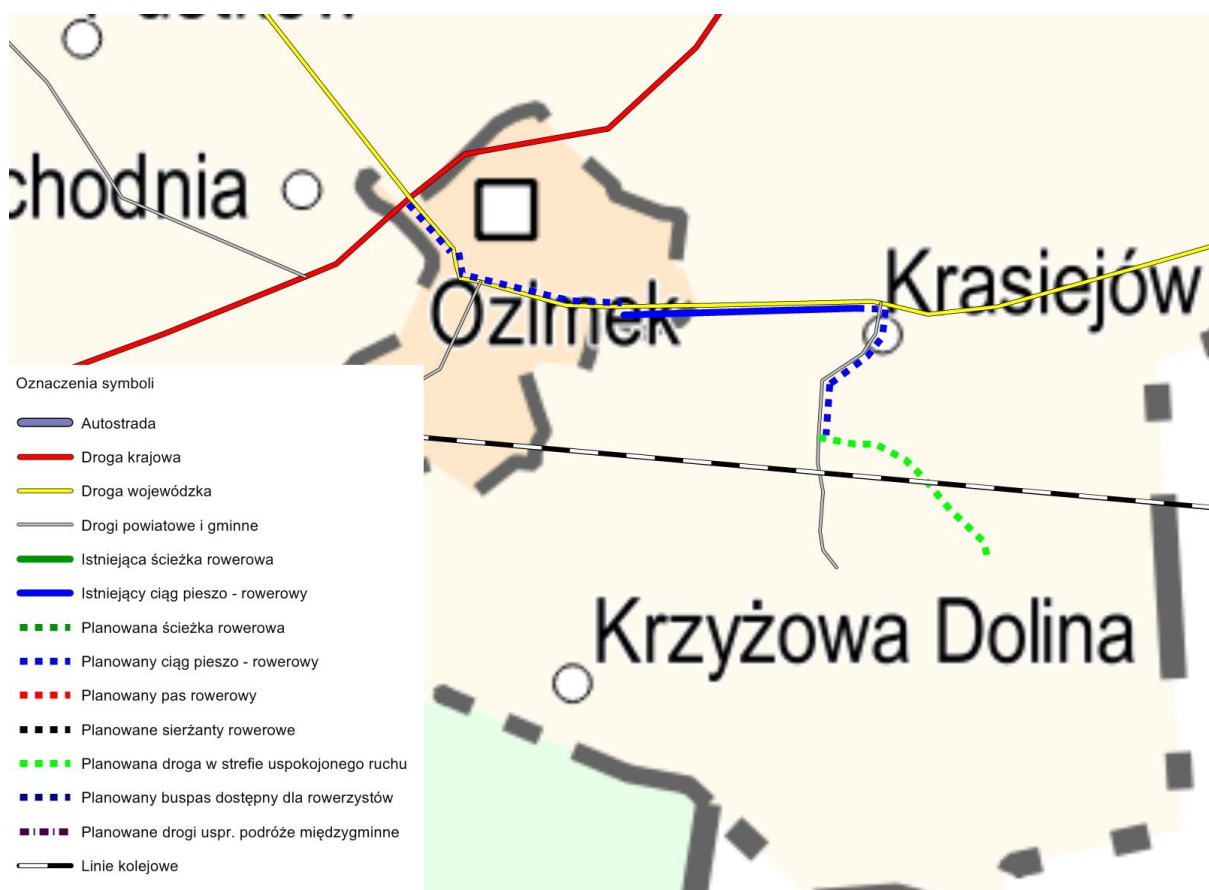 chodnia
Ozimek
Krasiejów
Krzyżowa Dolina
Oznaczenia symboli
Autostrada
Droga krajowa
Droga wojewódzka
Drogi powiatowe i gminne
Istniejąca ścieżka rowerowa
Istniejący ciąg pieszo - rowerowy
Planowana ścieżka rowerowa
Planowany ciąg pieszo - rowerowy
Planowany pas rowerowy
Planowane sierżanty rowerowe
Planowana droga w strefie uspokojonego ruchu
Planowany buspas dostępny dla rowerzystów
Planowane drogi uspr. podróże międzygminne
Linie kolejowe